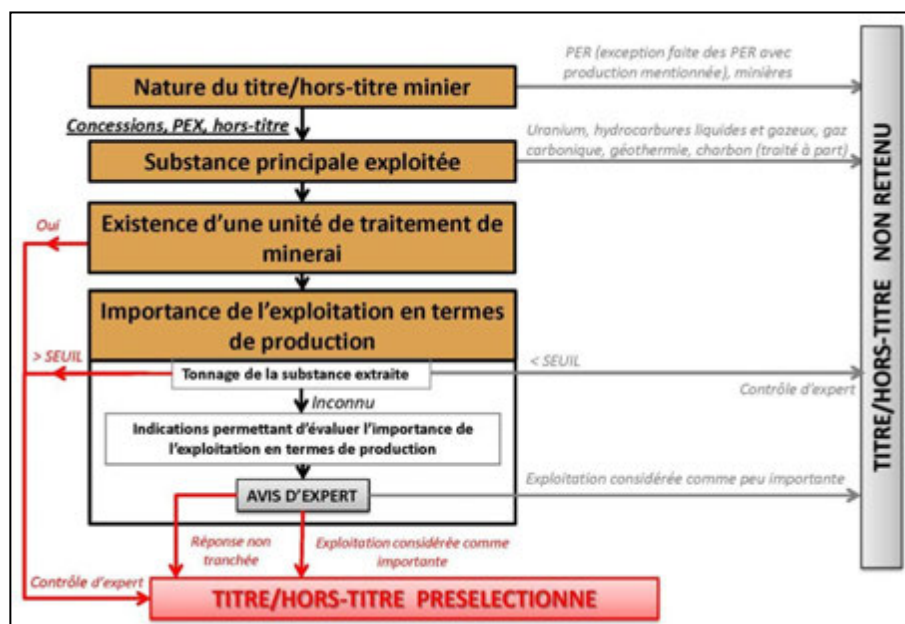 PER (exception faite des PER avec
production mentionnée), minières
Nature du titre/hors-titre minier
Concessions, PEX, hors-titre
Uranium, hydrocarbures liquides et gazeux, gaz
carbonique, géothermie, charbon (traité à part)
Substance principale exploitée
Oui
Existence d'une unité de traitement de
minerai
Importance de l'exploitation en termes
de production
> SEUIL
Tonnage de la substance extraite
< SEUIL
Contrôle d'expert
Inconnu
Indications permettant d'évaluer l'importance de
l'exploitation en termes de production
AVIS D'EXPERT
Exploitation considérée comme peu importante
Réponse non
tranchée
Exploitation considérée comme
importante
Contrôle d'expert
TITRE/HORS-TITRE PRESELECTIONNE
TITRE/HORS-TITRE NON RETENU